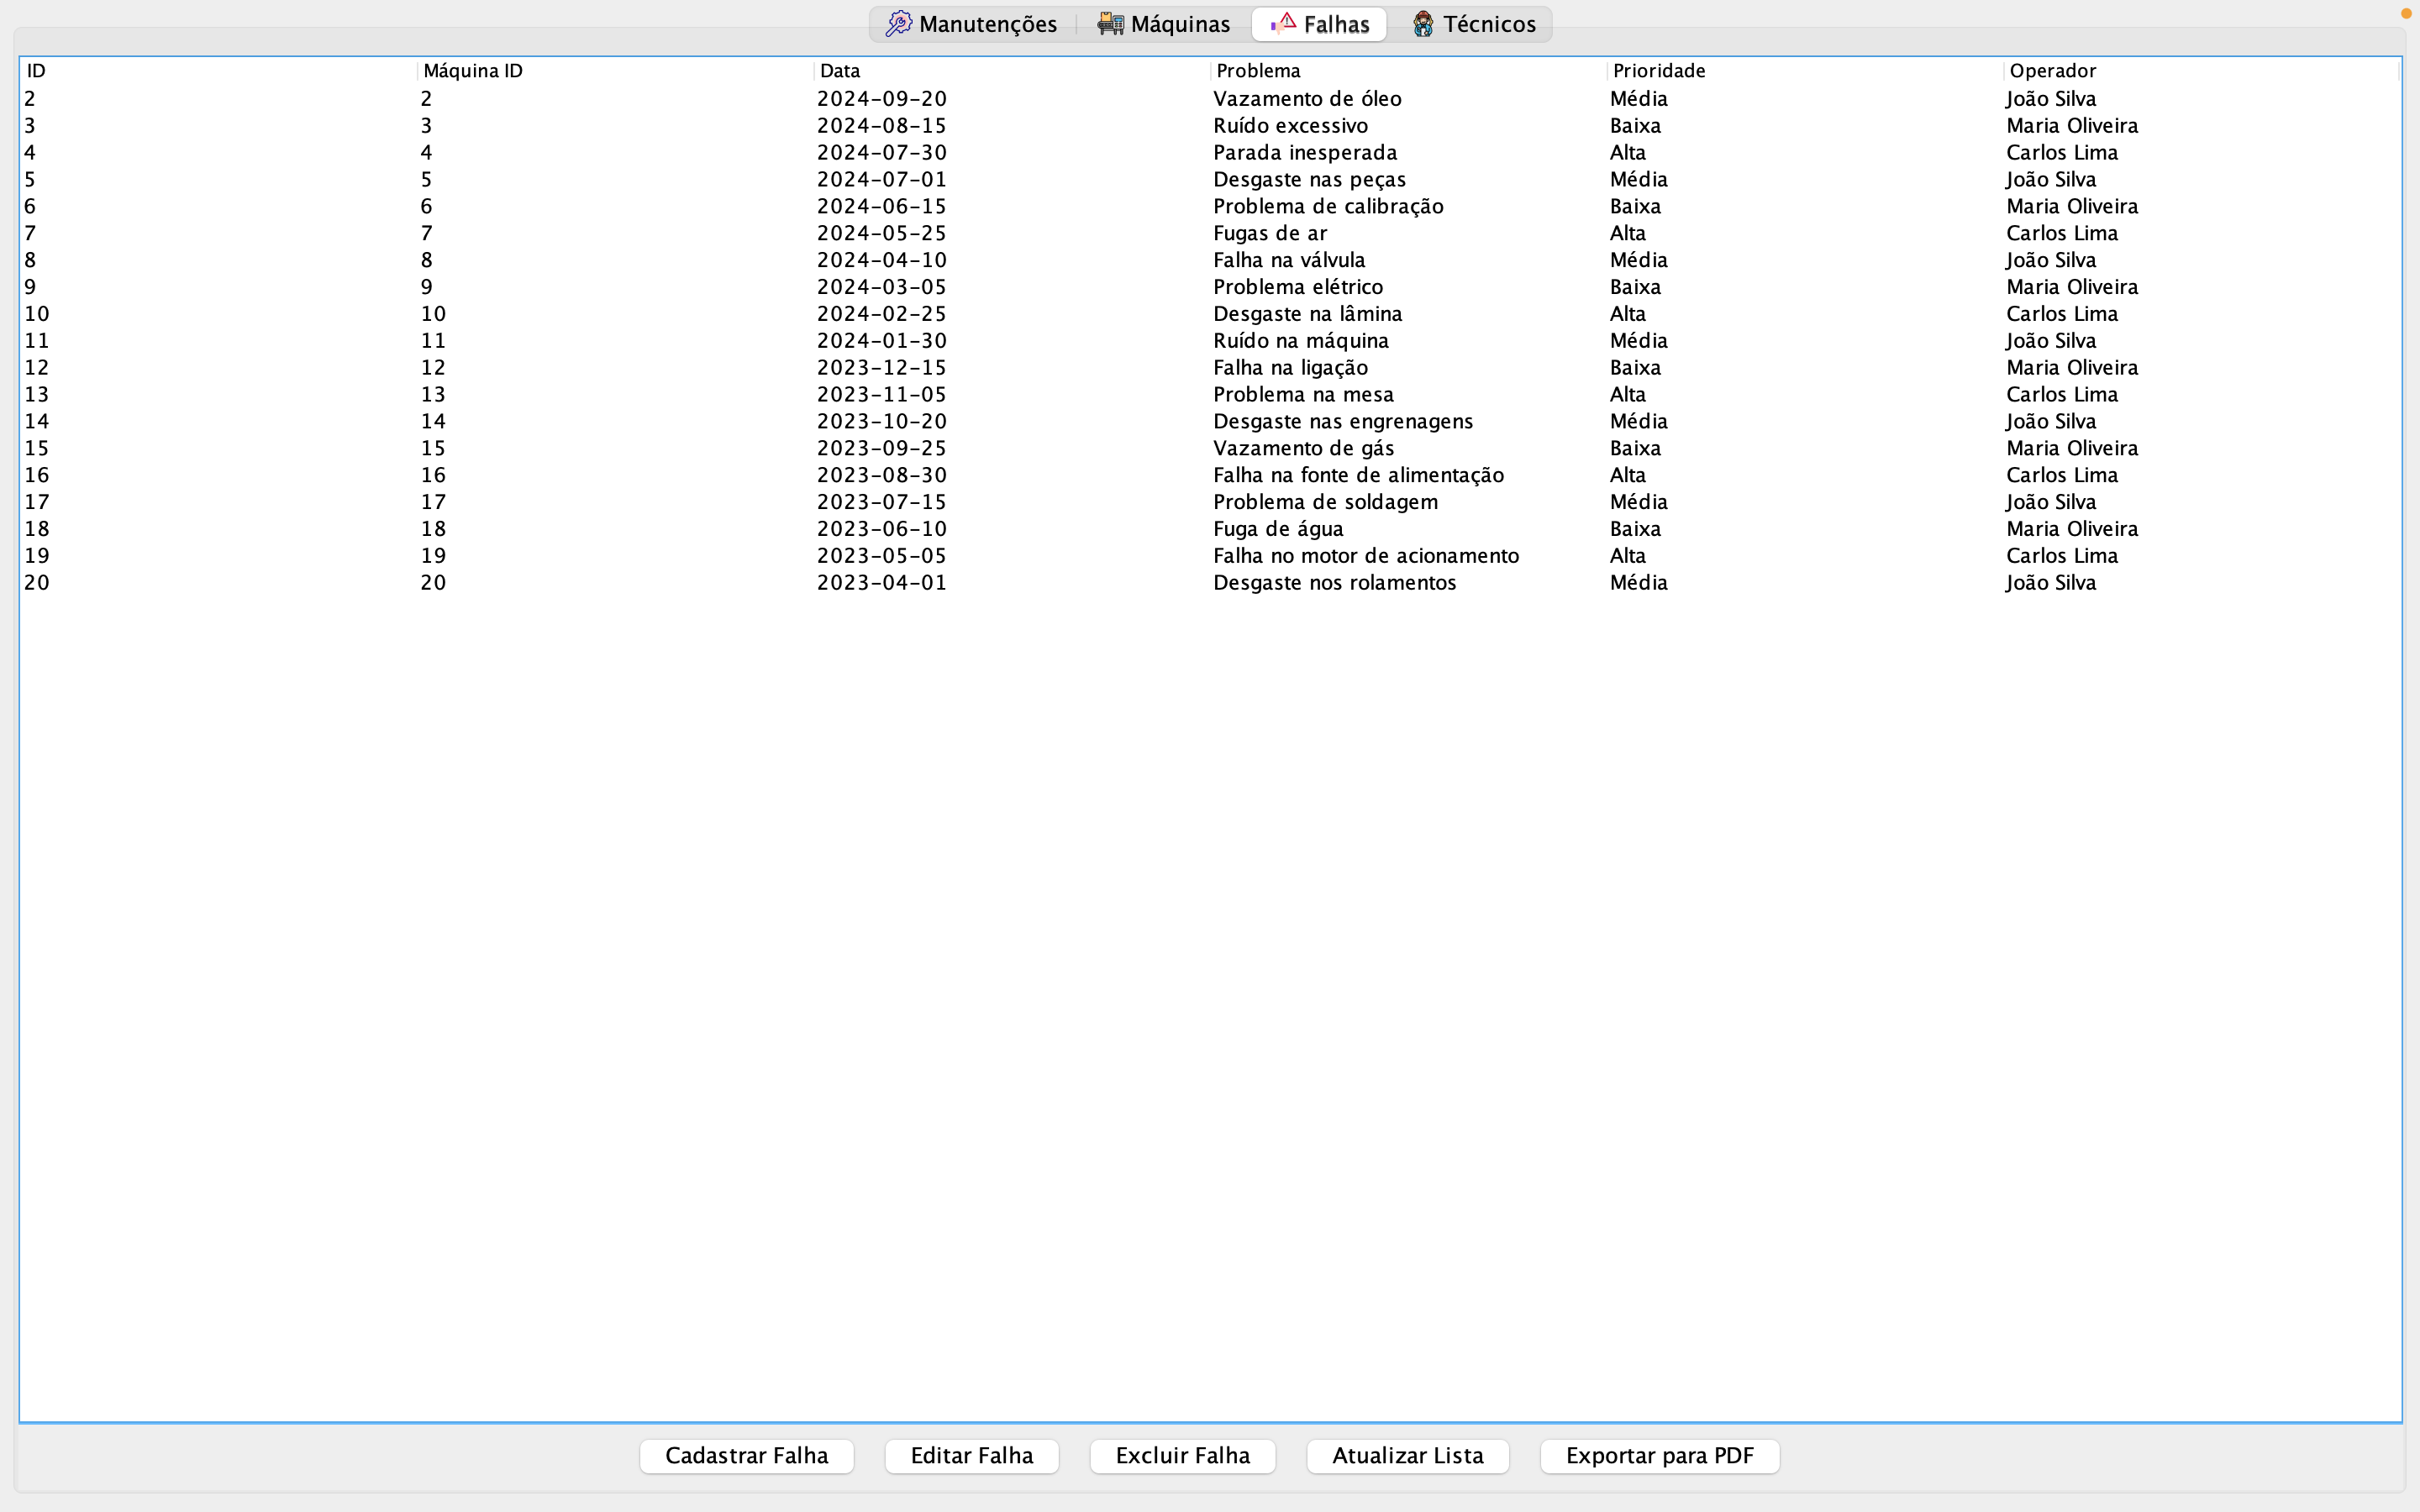 Manutenções Máquinas Falhas Técnicos
ID Máquina ID Data Problema Prioridade Operador
2 2 2024-09-20 Vazamento de óleo Média João Silva
3 3 2024-08-15 Ruído excessivo Baixa Maria Oliveira
4 4 2024-07-30 Parada inesperada Alta Carlos Lima
5 5 2024-07-01 Desgaste nas peças Média João Silva
6 6 2024-06-15 Problema de calibração Baixa Maria Oliveira
7 7 2024-05-25 Fugas de ar Alta Carlos Lima
8 8 2024-04-10 Falha na válvula Média João Silva
9 9 2024-03-05 Problema elétrico Baixa Maria Oliveira
10 10 2024-02-25 Desgaste na lâmina Alta Carlos Lima
11 11 2024-01-30 Ruído na máquina Média João Silva
12 12 2023-12-15 Falha na ligação Baixa Maria Oliveira
13 13 2023-11-05 Problema na mesa Alta Carlos Lima
14 14 2023-10-20 Desgaste nas engrenagens Média João Silva
15 15 2023-09-25 Vazamento de gás Baixa Maria Oliveira
16 16 2023-08-30 Falha na fonte de alimentação Alta Carlos Lima
17 17 2023-07-15 Problema de soldagem Média João Silva
18 18 2023-06-10 Fuga de água Baixa Maria Oliveira
19 19 2023-05-05 Falha no motor de acionamento Alta Carlos Lima
20 20 2023-04-01 Desgaste nos rolamentos Média João Silva
Cadastrar Falha Editar Falha Excluir Falha Atualizar Lista Exportar para PDF